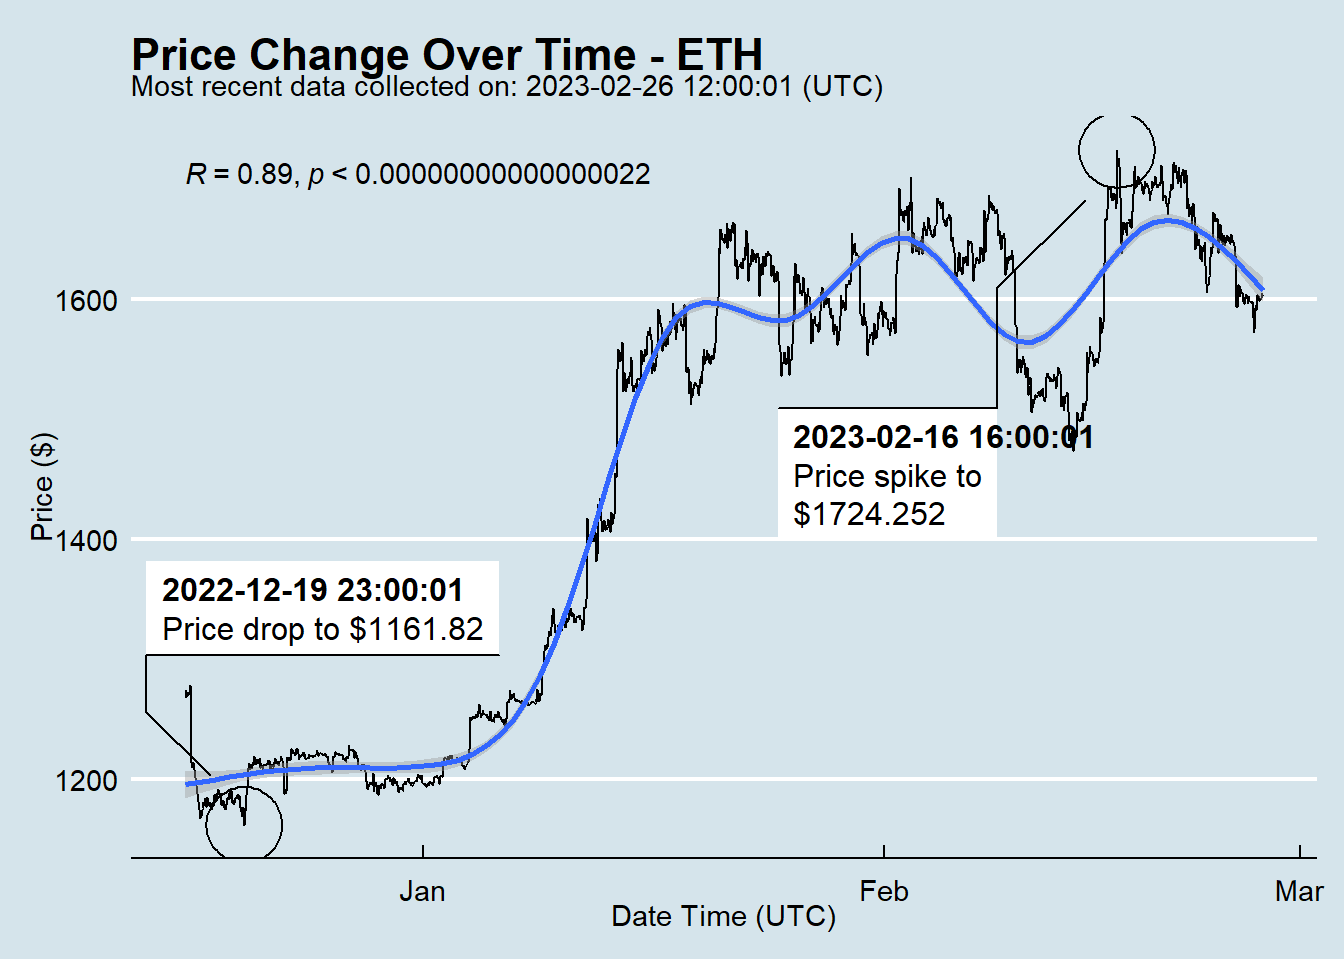 Price Change Over Time - ETH
Most recent data collected on: 2023-02-26 12:00:01 (UTC)
R = 0.89, p < 0.00000000000000022
1600
1400
1200
Price ($)
2023-02-16 16:00:01
Price spike to
$1724.252
2022-12-19 23:00:01
Price drop to $1161.82
Jan
Feb
Mar
Date Time (UTC)